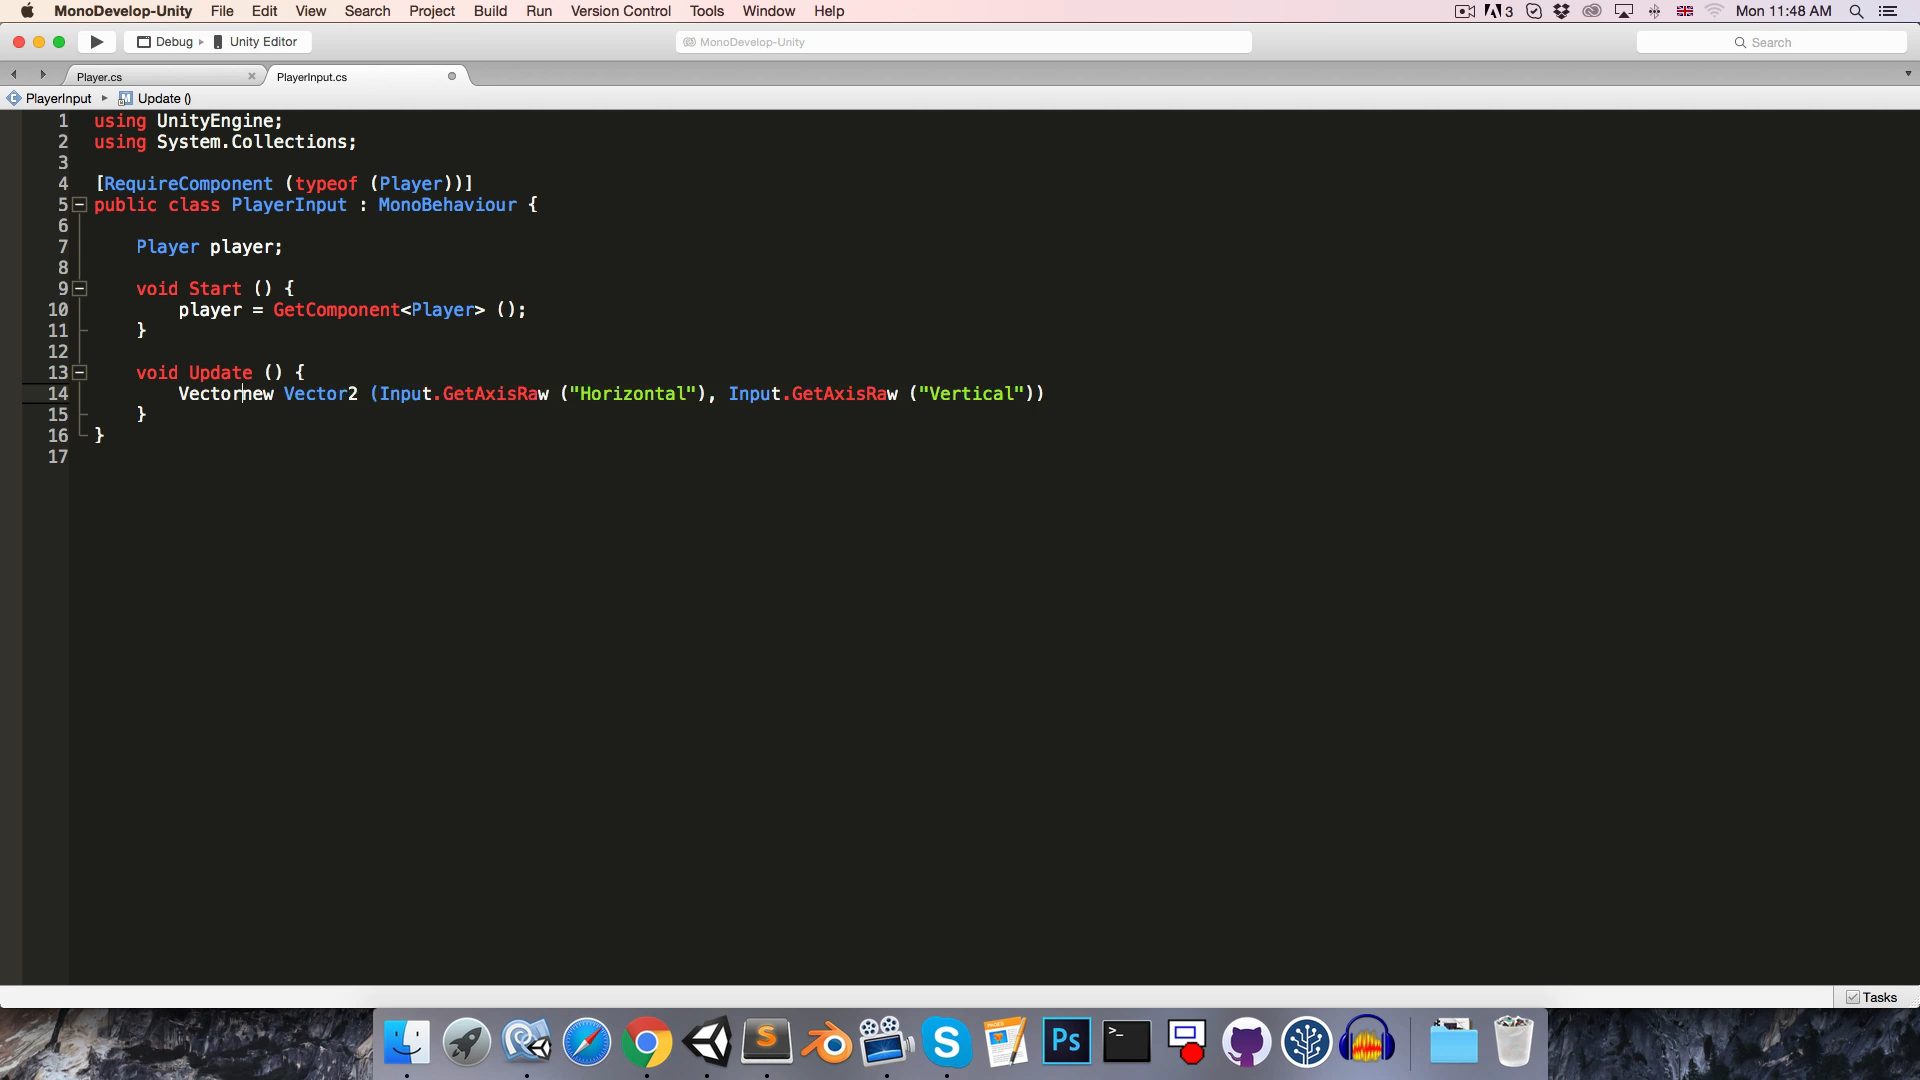 MonoDevelop-Unity File Edit View Search Project Build Run Version Control Tools Window Help 3 Mon 11:48 AM
Debug Unity Editor MonoDevelop-Unity Search
Player.cs PlayerInput.cs
PlayerInput Update ()
1 using UnityEngine;
2 using System.Collections;
3
4 [RequireComponent (typeof (Player))]
5 public class PlayerInput : MonoBehaviour {
6
7 Player player;
8
9 void Start () {
10 player = GetComponent<Player> ();
11 }
12
13 void Update () {
14 Vectornew Vector2 (Input.GetAxisRaw ("Horizontal"), Input.GetAxisRaw ("Vertical"))
15 }
16 }
17
Tasks
S S PAGES Ps >_